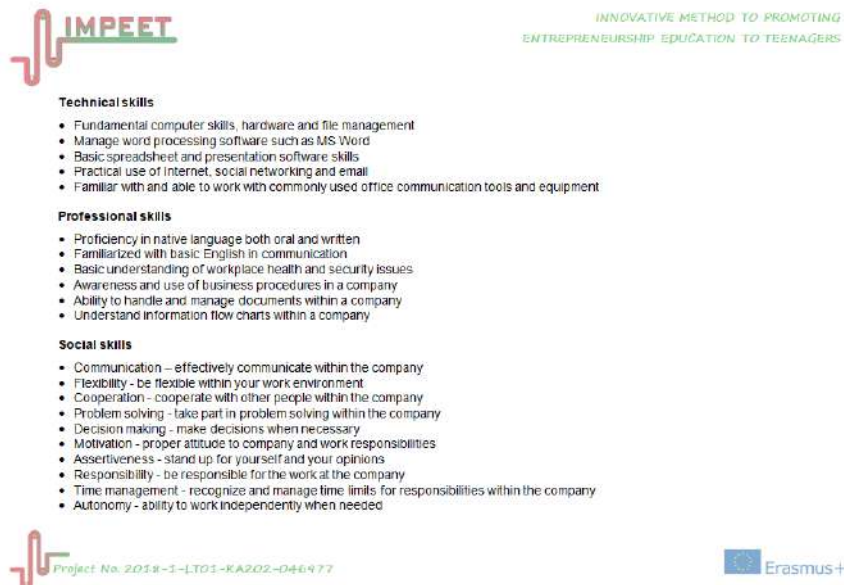 IMPEET
INNOVATIVE METHOD TO PROMOTING
ENTREPRENEURSHIP EDUCATION TO TEENAGERS
Technical skills
• Fundamental computer skills, hardware and file management
• Manage word processing software such as MS Word
• Basic spreadsheet and presentation software skills
• Practical use of Internet, social networking and email
• Familiar with and able to work with commonly used office communication tools and equipment
Professional skills
• Proficiency in native language both oral and written
• Familiarized with basic English in communication
• Basic understanding of workplace health and security issues
• Awareness and use of business procedures in a company
• Ability to handle and manage documents within a company
• Understand information flow charts within a company
Social skills
• Communication – effectively communicate within the company
• Flexibility - be flexible within your work environment
• Cooperation - cooperate with other people within the company
• Problem solving - take part in problem solving within the company
• Decision making - make decisions when necessary
• Motivation - proper attitude to company and work responsibilities
• Assertiveness - stand up for yourself and your opinions
• Responsibility - be responsible for the work at the company
• Time management - recognize and manage time limits for responsibilities within the company
• Autonomy - ability to work independently when needed
Project No. 2018-1-LT01-KA202-046977
Erasmus+